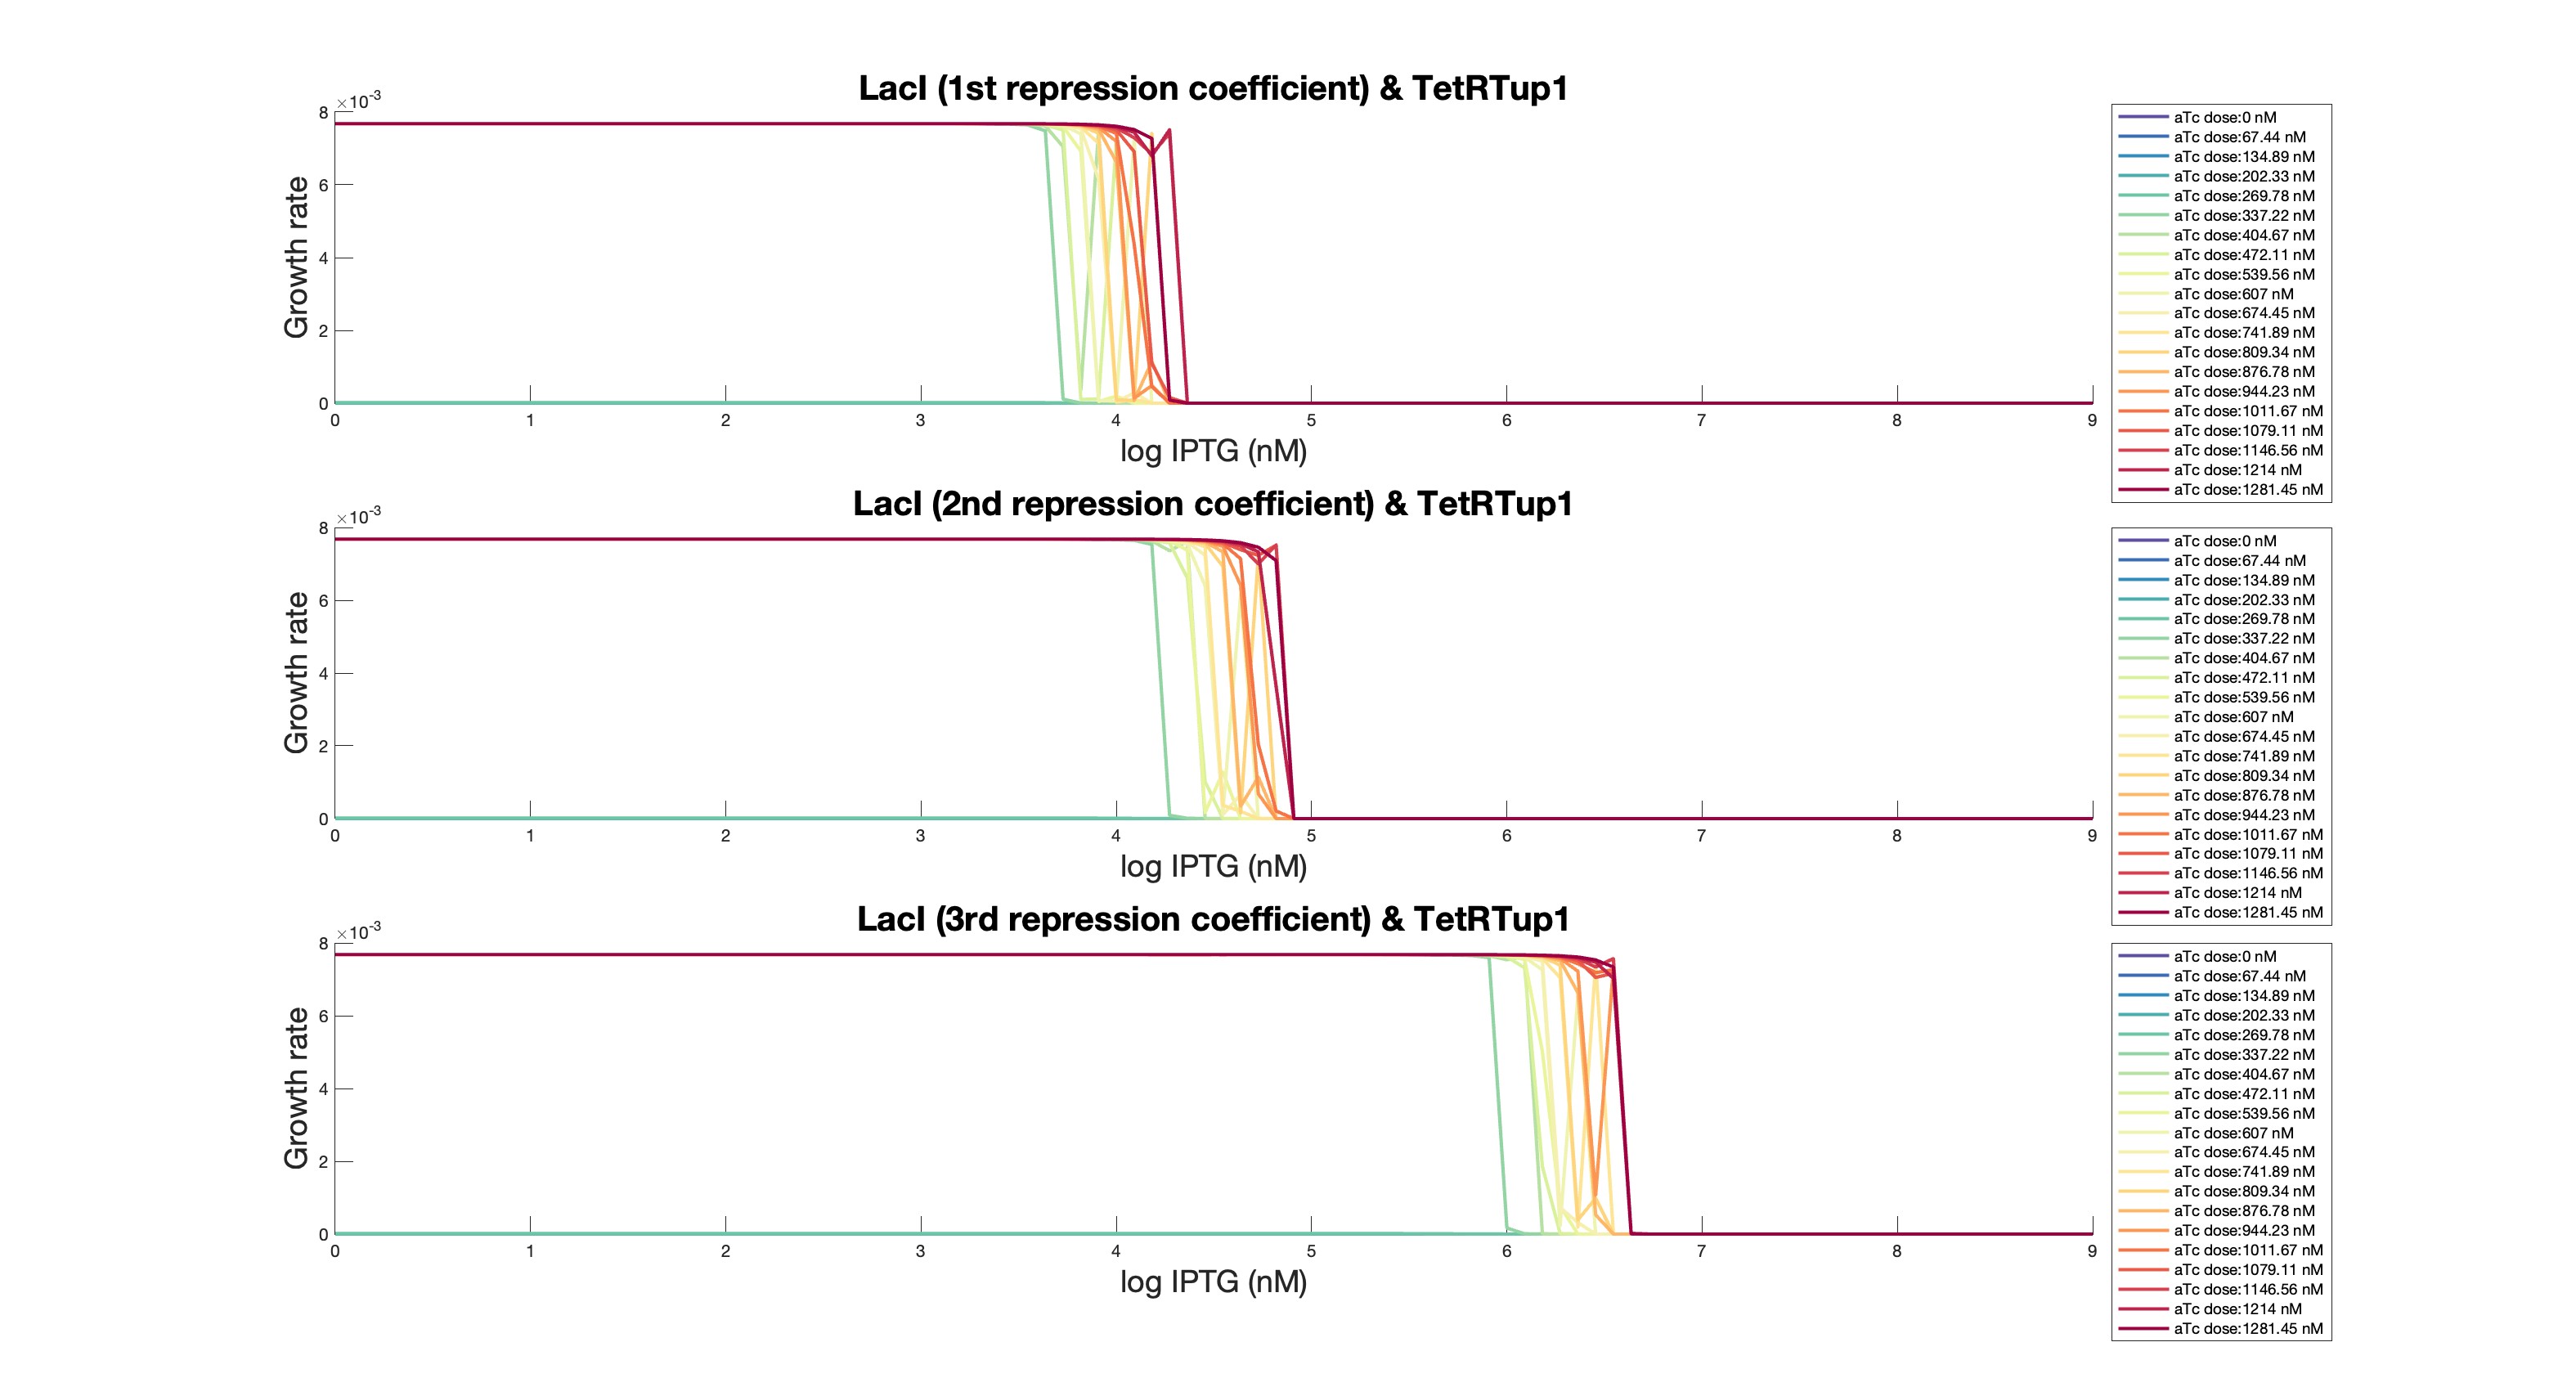 LacI (1st repression coefficient) & TetRTup1
×10-3
8
6
4
2
0
Growth rate
0 1 2 3 4 5 6 7 8 9
log IPTG (nM)
aTc dose:0 nM
aTc dose:67.44 nM
aTc dose:134.89 nM
aTc dose:202.33 nM
aTc dose:269.78 nM
aTc dose:337.22 nM
aTc dose:404.67 nM
aTc dose:472.11 nM
aTc dose:539.56 nM
aTc dose:607 nM
aTc dose:674.45 nM
aTc dose:741.89 nM
aTc dose:809.34 nM
aTc dose:876.78 nM
aTc dose:944.23 nM
aTc dose:1011.67 nM
aTc dose:1079.11 nM
aTc dose:1146.56 nM
aTc dose:1214 nM
aTc dose:1281.45 nM
LacI (2nd repression coefficient) & TetRTup1
×10-3
8
6
4
2
0
Growth rate
0 1 2 3 4 5 6 7 8 9
log IPTG (nM)
aTc dose:0 nM
aTc dose:67.44 nM
aTc dose:134.89 nM
aTc dose:202.33 nM
aTc dose:269.78 nM
aTc dose:337.22 nM
aTc dose:404.67 nM
aTc dose:472.11 nM
aTc dose:539.56 nM
aTc dose:607 nM
aTc dose:674.45 nM
aTc dose:741.89 nM
aTc dose:809.34 nM
aTc dose:876.78 nM
aTc dose:944.23 nM
aTc dose:1011.67 nM
aTc dose:1079.11 nM
aTc dose:1146.56 nM
aTc dose:1214 nM
aTc dose:1281.45 nM
LacI (3rd repression coefficient) & TetRTup1
×10-3
8
6
4
2
0
Growth rate
0 1 2 3 4 5 6 7 8 9
log IPTG (nM)
aTc dose:0 nM
aTc dose:67.44 nM
aTc dose:134.89 nM
aTc dose:202.33 nM
aTc dose:269.78 nM
aTc dose:337.22 nM
aTc dose:404.67 nM
aTc dose:472.11 nM
aTc dose:539.56 nM
aTc dose:607 nM
aTc dose:674.45 nM
aTc dose:741.89 nM
aTc dose:809.34 nM
aTc dose:876.78 nM
aTc dose:944.23 nM
aTc dose:1011.67 nM
aTc dose:1079.11 nM
aTc dose:1146.56 nM
aTc dose:1214 nM
aTc dose:1281.45 nM